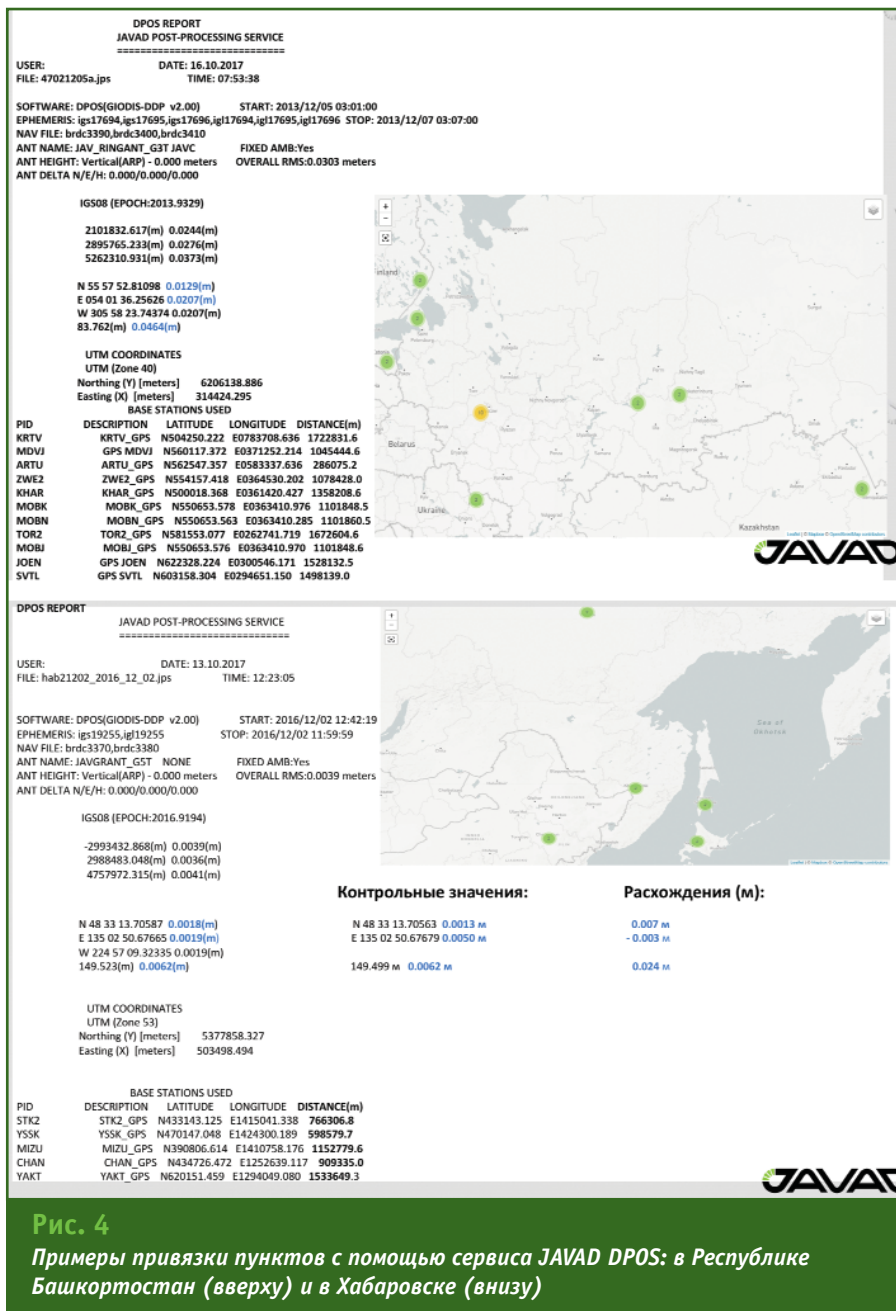 DPOS REPORT
JAVAD POST-PROCESSING SERVICE
============================
USER: DATE: 16.10.2017
FILE: 47021205a.jps TIME: 07:53:38
SOFTWARE: DPOS(GIODIS-DDP v2.00) START: 2013/12/05 03:01:00
EPHEMERIS: igs17694,igs17695,igs17696,igl17694,igl17695,igl17696 STOP: 2013/12/07 03:07:00
NAV FILE: brdc3390,brdc3400,brdc3410
ANT NAME: JAV_RINGANT_G3T JAVC FIXED AMB:Yes
ANT HEIGHT: Vertical(ARP) - 0.000 meters OVERALL RMS:0.0303 meters
ANT DELTA N/E/H: 0.000/0.000/0.000
IGS08 (EPOCH:2013.9329)
2101832.617(m) 0.0244(m)
2895765.233(m) 0.0276(m)
5262310.931(m) 0.0373(m)
N 55 57 52.81098 0.0129(m)
E 054 01 36.25626 0.0207(m)
W 305 58 23.74374 0.0207(m)
83.762(m) 0.0464(m)
UTM COORDINATES
UTM (Zone 40)
Northing (Y) [meters] 6206138.886
Easting (X) [meters] 314424.295
BASE STATIONS USED
PID DESCRIPTION LATITUDE LONGITUDE DISTANCE(m)
KRTV KRTV_GPS N504250.222 E0783708.636 1722831.6
MDVJ GPS MDVJ N560117.372 E0371252.214 1045444.6
ARTU ARTU_GPS N562547.357 E0583337.636 286075.2
ZWE2 ZWE2_GPS N554157.418 E0364530.202 1078428.0
KHAR KHAR_GPS N500018.368 E0361420.427 1358208.6
MOBK MOBK_GPS N550653.578 E0363410.976 1101848.5
MOBN MOBN_GPS N550653.563 E0363410.285 1101860.5
TOR2 TOR2_GPS N581553.077 E0262741.719 1672604.6
MOBJ MOBJ_GPS N550653.576 E0363410.970 1101848.6
JOEN GPS JOEN N622328.224 E0300546.171 1528132.5
SVTL GPS SVTL N603158.304 E0294651.150 1498139.0
inland
Belarus
Ukraine
Kazakhstan
JAVAD
DPOS REPORT
JAVAD POST-PROCESSING SERVICE
============================
USER: DATE: 13.10.2017
FILE: hab21202_2016_12_02.jps TIME: 12:23:05
SOFTWARE: DPOS(GIODIS-DDP v2.00) START: 2016/12/02 12:42:19
EPHEMERIS: igs19255,igl19255 STOP: 2016/12/02 11:59:59
NAV FILE: brdc3370,brdc3380
ANT NAME: JAVGRANT_G5T NONE FIXED AMB:Yes
ANT HEIGHT: Vertical(ARP) - 0.000 meters OVERALL RMS:0.0039 meters
ANT DELTA N/E/H: 0.000/0.000/0.000
Sea of
Okhotsk
IGS08 (EPOCH:2016.9194)
-2993432.868(m) 0.0039(m)
2988483.048(m) 0.0036(m)
4757972.315(m) 0.0041(m)
Контрольные значения: Расхождения (м):
N 48 33 13.70587 0.0018(m) N 48 33 13.70563 0.0013 м 0.007 м
E 135 02 50.67665 0.0019(m) E 135 02 50.67679 0.0050 м - 0.003 м
W 224 57 09.32335 0.0019(m)
149.523(m) 0.0062(m) 149.499 м 0.0062 м 0.024 м
UTM COORDINATES
UTM (Zone 53)
Northing (Y) [meters] 5377858.327
Easting (X) [meters] 503498.494
BASE STATIONS USED
PID DESCRIPTION LATITUDE LONGITUDE DISTANCE(m)
STK2 STK2_GPS N433143.125 E1415041.338 766306.8
YSSK YSSK_GPS N470147.048 E1424300.189 598579.7
MIZU MIZU_GPS N390806.614 E1410758.176 1152779.6
CHAN CHAN_GPS N434726.472 E1252639.117 909335.0
YAKT YAKT_GPS N620151.459 E1294049.080 1533649.3
JAVAD
Рис. 4
Примеры привязки пунктов с помощью сервиса JAVAD DPOS: в Республике
Башкортостан (вверху) и в Хабаровске (внизу)